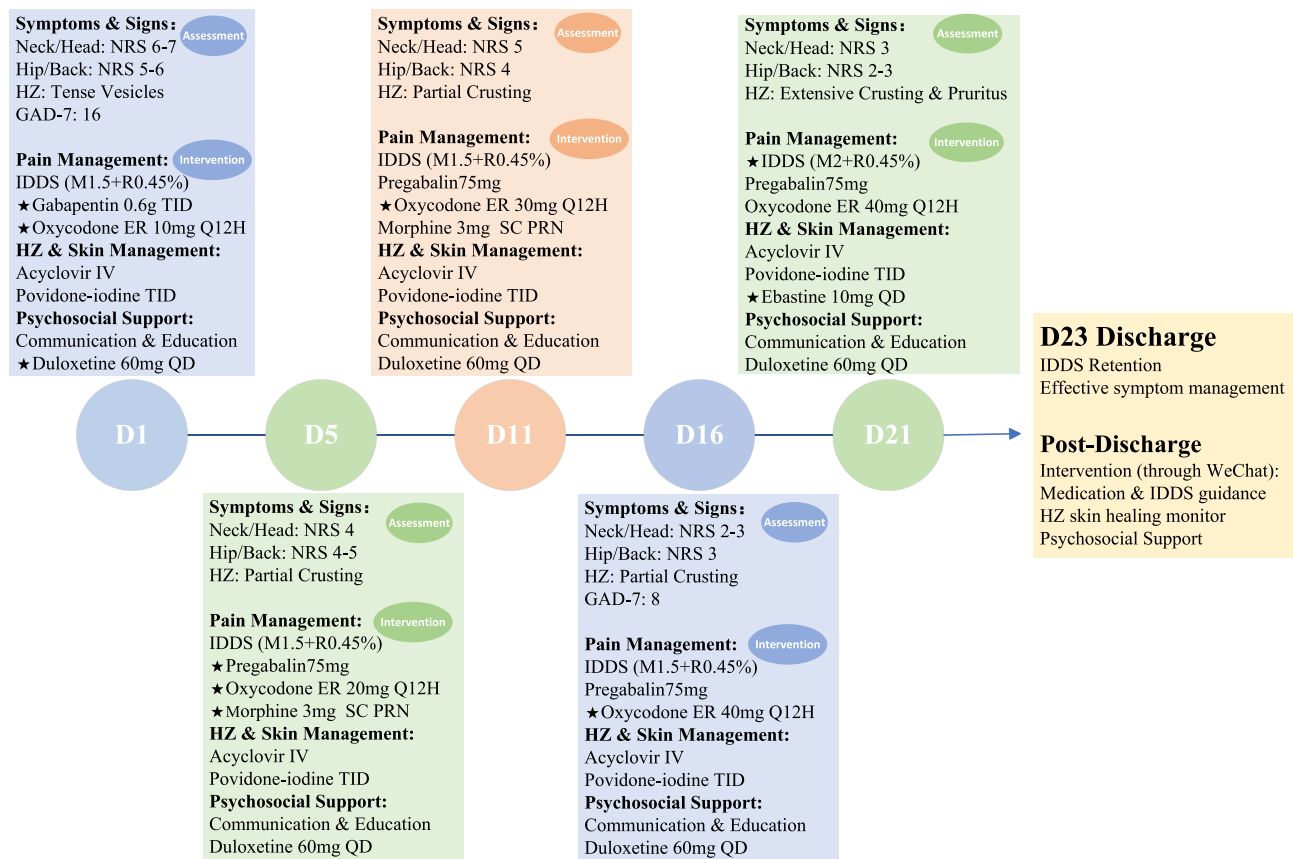 Symptoms & Signs：
Assessment
Neck/Head: NRS 6-7
Hip/Back: NRS 5-6
HZ: Tense Vesicles
GAD-7: 16
Pain Management:
Intervention
IDDS (M1.5+R0.45%)
★Gabapentin 0.6g TID
★Oxycodone ER 10mg Q12H
HZ & Skin Management:
Acyclovir IV
Povidone-iodine TID
Psychosocial Support:
Communication & Education
★Duloxetine 60mg QD
Symptoms & Signs：
Assessment
Neck/Head: NRS 5
Hip/Back: NRS 4
HZ: Partial Crusting
Pain Management:
Intervention
IDDS (M1.5+R0.45%)
Pregabalin75mg
★Oxycodone ER 30mg Q12H
Morphine 3mg SC PRN
HZ & Skin Management:
Acyclovir IV
Povidone-iodine TID
Psychosocial Support:
Communication & Education
Duloxetine 60mg QD
Symptoms & Signs：
Assessment
Neck/Head: NRS 3
Hip/Back: NRS 2-3
HZ: Extensive Crusting & Pruritus
Pain Management:
Intervention
★IDDS (M2+R0.45%)
Pregabalin75mg
Oxycodone ER 40mg Q12H
HZ & Skin Management:
Acyclovir IV
Povidone-iodine TID
★Ebastine 10mg QD
Psychosocial Support:
Communication & Education
Duloxetine 60mg QD
D1
D5
D11
D16
D21
D23 Discharge
IDDS Retention
Effective symptom management
Post-Discharge
Intervention (through WeChat):
Medication & IDDS guidance
HZ skin healing monitor
Psychosocial Support
Symptoms & Signs：
Assessment
Neck/Head: NRS 4
Hip/Back: NRS 4-5
HZ: Partial Crusting
Pain Management:
Intervention
IDDS (M1.5+R0.45%)
★Pregabalin75mg
★Oxycodone ER 20mg Q12H
★Morphine 3mg SC PRN
HZ & Skin Management:
Acyclovir IV
Povidone-iodine TID
Psychosocial Support:
Communication & Education
Duloxetine 60mg QD
Symptoms & Signs：
Assessment
Neck/Head: NRS 2-3
Hip/Back: NRS 3
HZ: Partial Crusting
GAD-7: 8
Pain Management:
Intervention
IDDS (M1.5+R0.45%)
Pregabalin75mg
★Oxycodone ER 40mg Q12H
HZ & Skin Management:
Acyclovir IV
Povidone-iodine TID
Psychosocial Support:
Communication & Education
Duloxetine 60mg QD